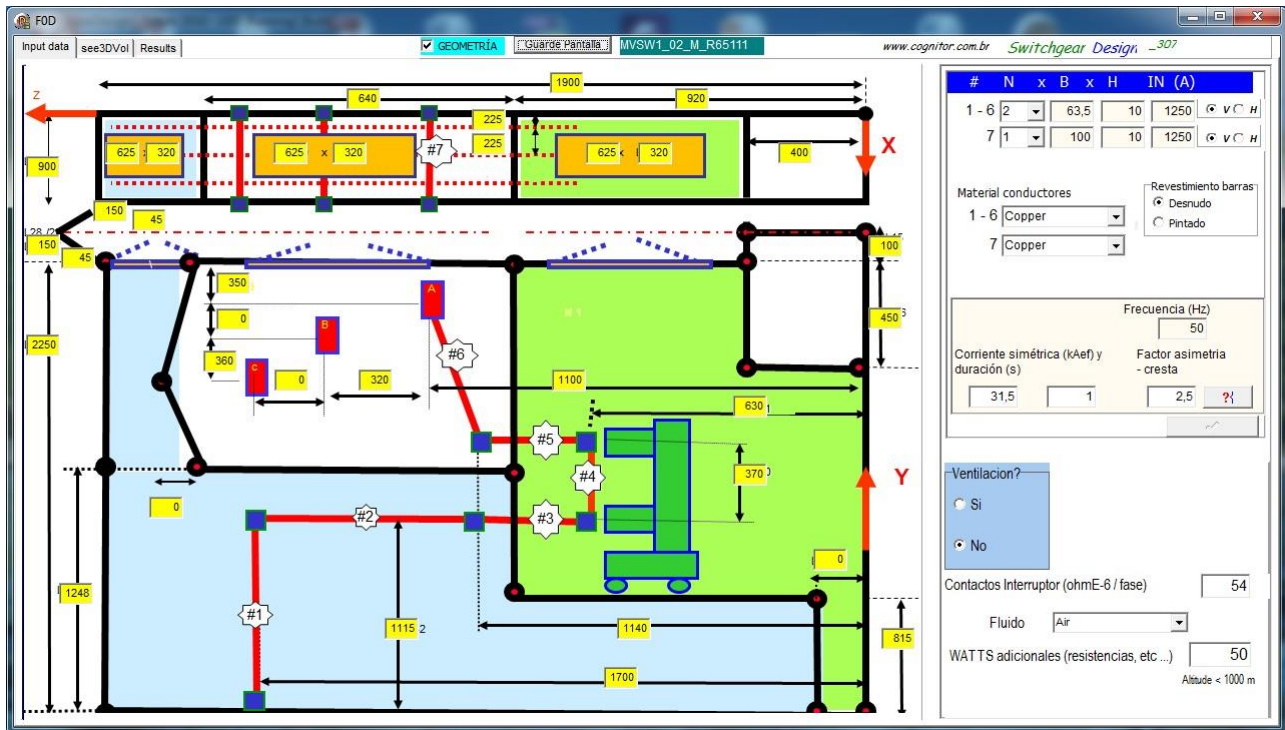 F0D
Input data see3DVol Results
GEOMETRÍA Guarde Pantalla MVSW1_02_M_R65111 www.cognitor.com.br Switchgear Design _307
1900
Z
640 920
225
225
X
625 x 320 625 x 320 #7 625 x 320 400
900
150
45
150
45
100
350
A
0
B
450
2250
#6
360
C
0 320 1100
630
#5
#4
370
Y
0
#2
#3
0
1248
#1
1115 2 1140
815
1700
# N x B x H IN (A)
1 - 6 2 63,5 10 1250 V H
7 1 100 10 1250 V H
Material conductores
1 - 6 Copper
7 Copper
Revestimiento barras
Desnudo
Pintado
Frecuencia (Hz)
50
Corriente simétrica (kAef) y
duración (s)
Factor asimetria
- cresta
31,5 1 2,5 ?
Ventilacion?
Si
No
Contactos Interruptor (ohmE-6 / fase) 54
Fluido Air
WATTS adicionales (resistencias, etc ...) 50
Altitude < 1000 m